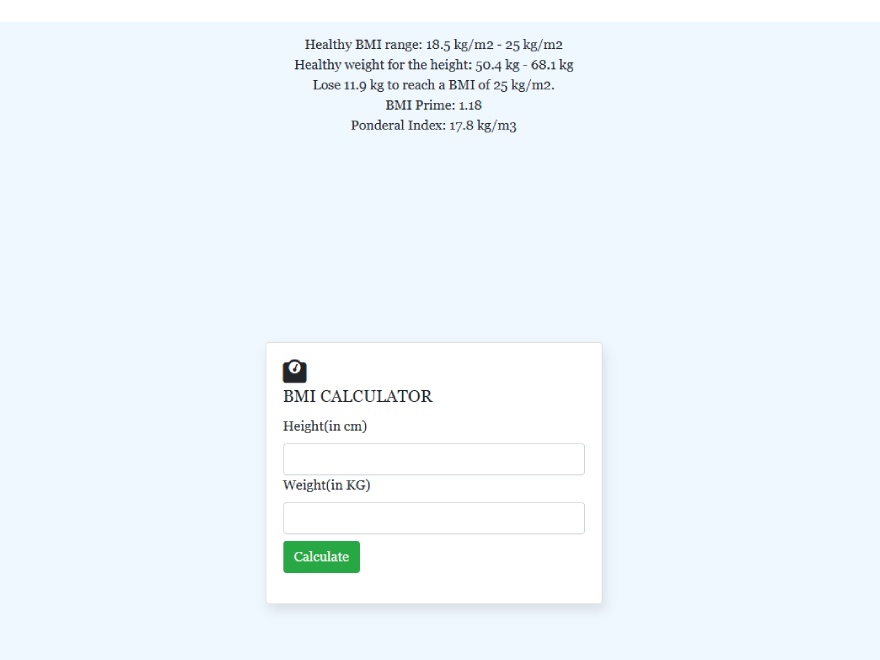 Healthy BMI range: 18.5 kg/m2 - 25 kg/m2
Healthy weight for the height: 50.4 kg - 68.1 kg
Lose 11.9 kg to reach a BMI of 25 kg/m2.
BMI Prime: 1.18
Ponderal Index: 17.8 kg/m3
BMI CALCULATOR
Height(in cm)
Weight(in KG)
Calculate